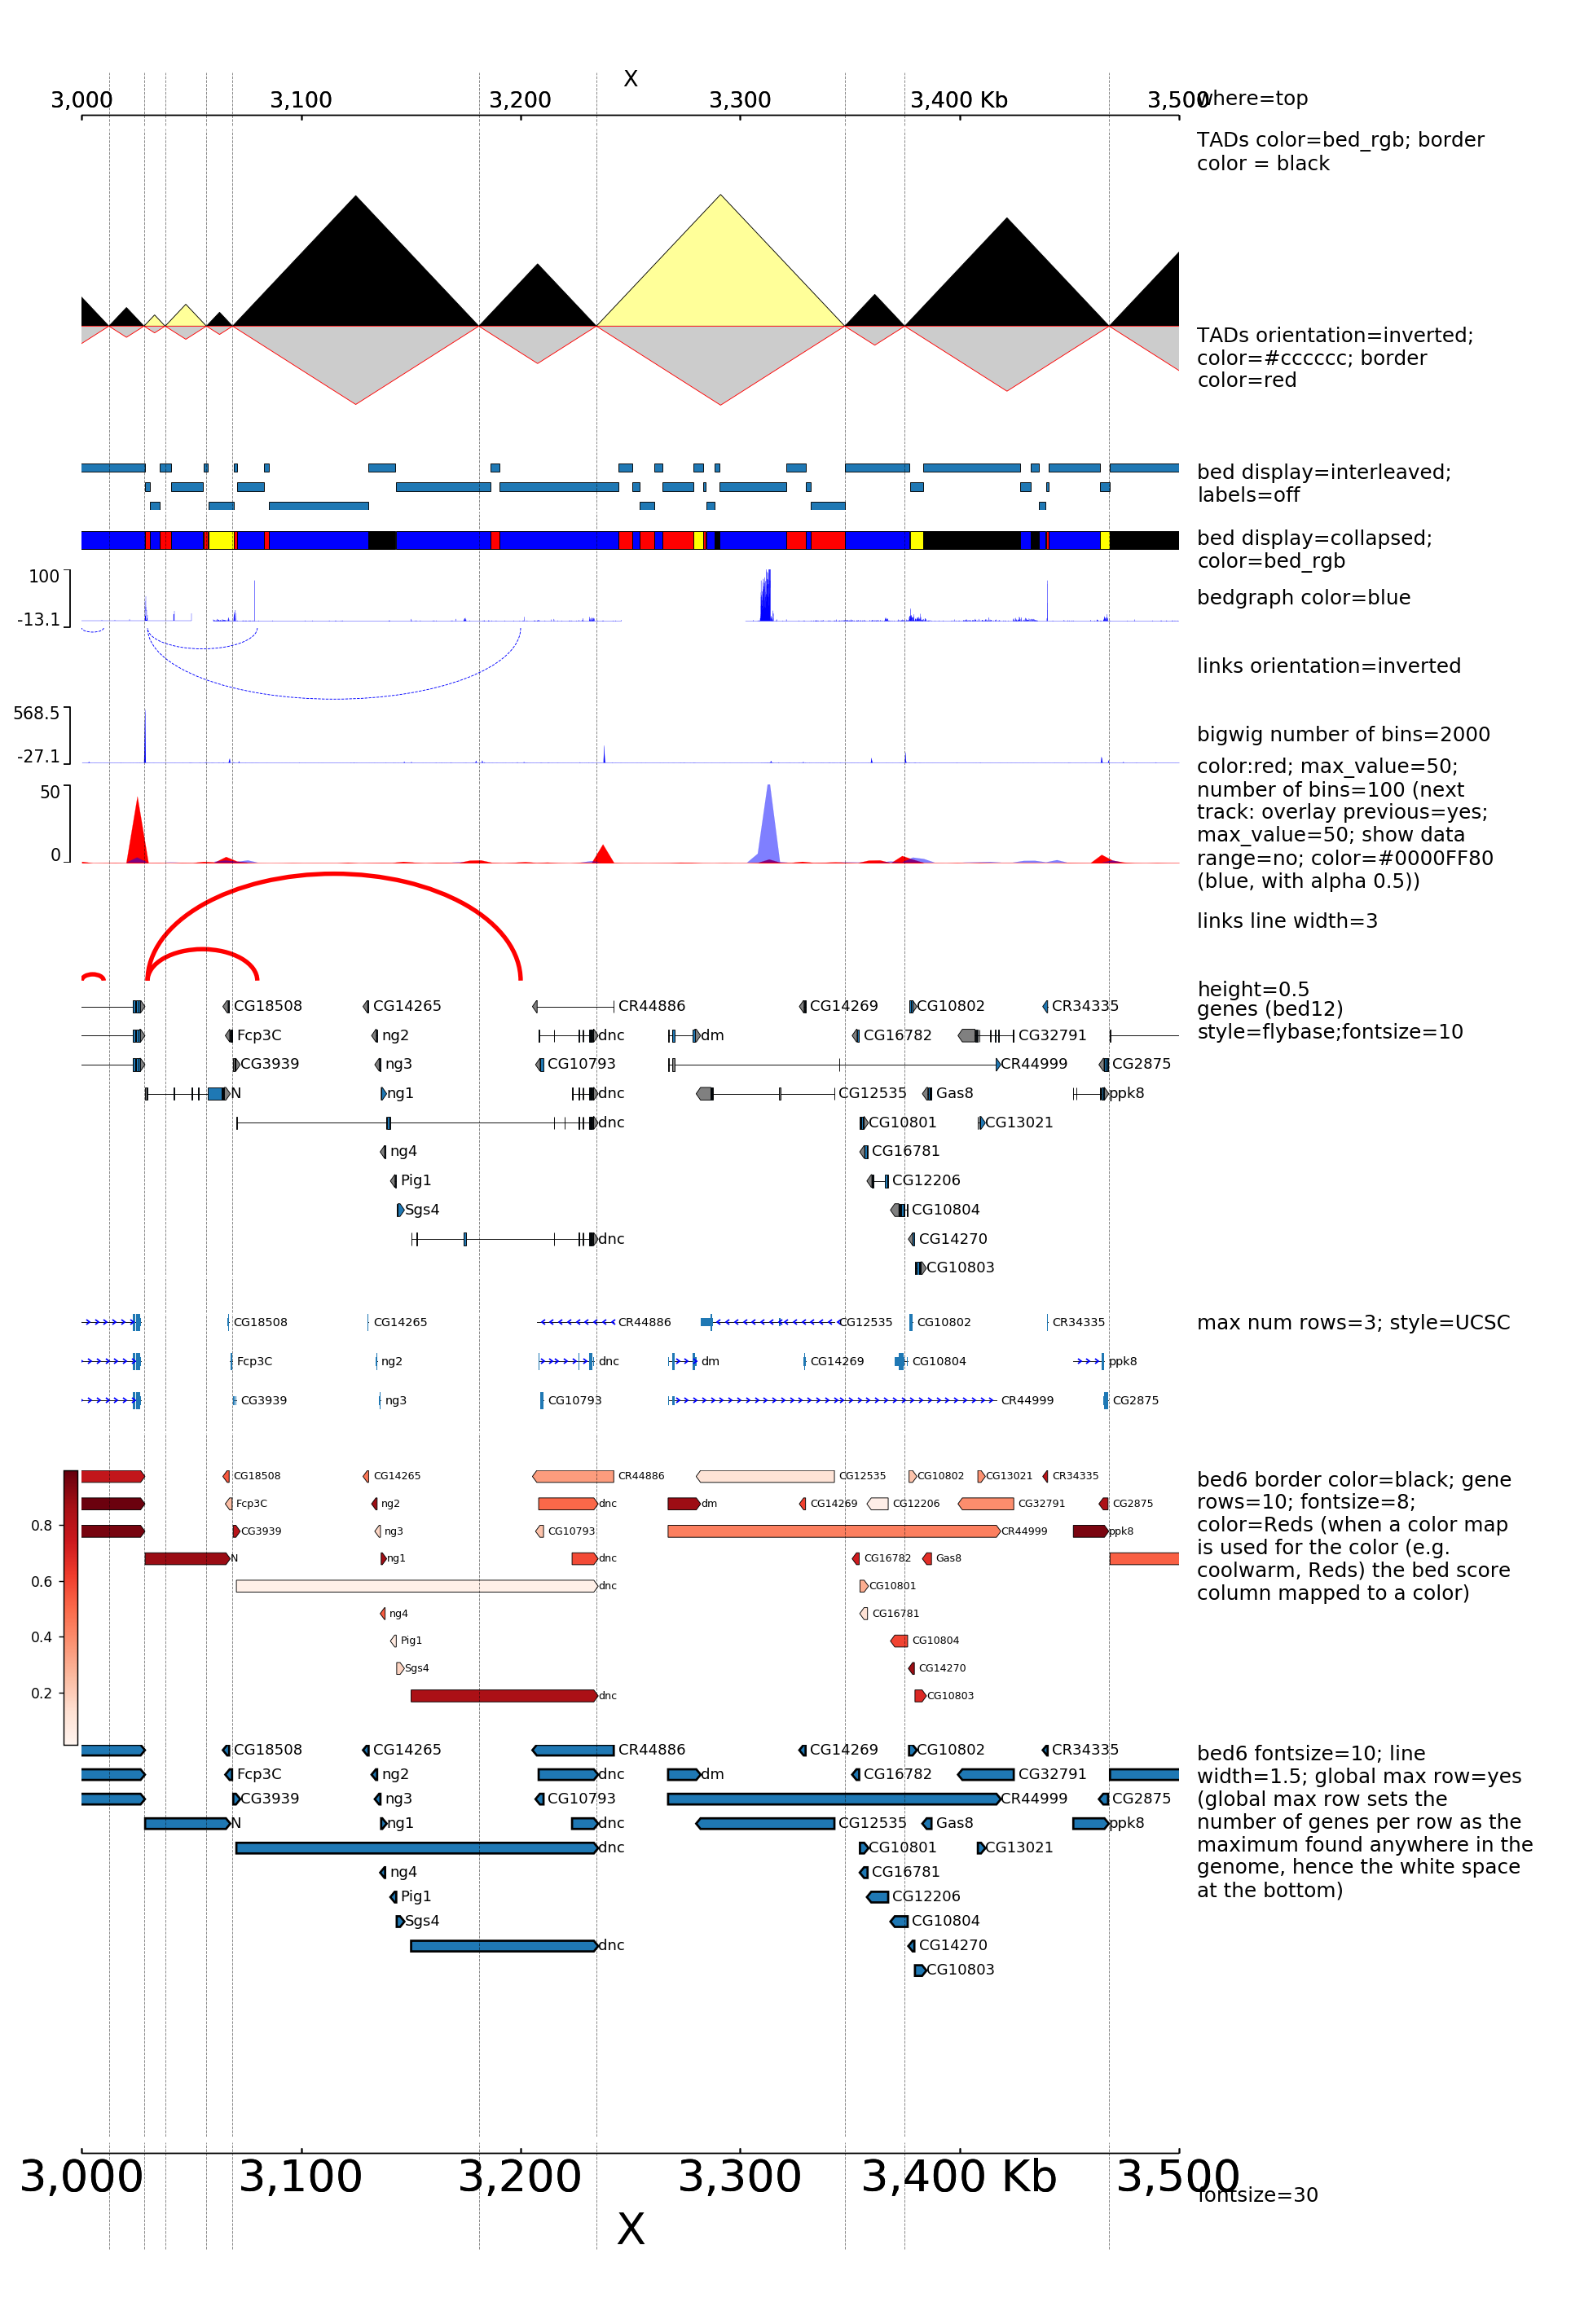 X
3,000 3,100 3,200 3,300 3,400 Kb 3,500
where=top
TADs color=bed_rgb; border
color = black
TADs orientation=inverted;
color=#cccccc; border
color=red
bed display=interleaved;
labels=off
bed display=collapsed;
color=bed_rgb
100
-13.1
bedgraph color=blue
links orientation=inverted
568.5
-27.1
bigwig number of bins=2000
50
0
color:red; max_value=50;
number of bins=100 (next
track: overlay previous=yes;
max_value=50; show data
range=no; color=#0000FF80
(blue, with alpha 0.5))
links line width=3
height=0.5
genes (bed12)
style=flybase;fontsize=10
CG18508 CG14265 CR44886 CG14269 CG10802 CR34335
Fcp3C ng2 dnc dm CG16782 CG32791
CG3939 ng3 CG10793 CR44999 CG2875
N ng1 dnc CG12535 Gas8 ppk8
dnc CG10801 CG13021
ng4 CG16781
Pig1 CG12206
Sgs4 CG10804
dnc CG14270
CG10803
max num rows=3; style=UCSC
CG18508 CG14265 CR44886 CG12535 CG10802 CR34335
Fcp3C ng2 dnc dm CG14269 CG10804 ppk8
CG3939 ng3 CG10793 CR44999 CG2875
0.8
0.6
0.4
0.2
bed6 border color=black; gene
rows=10; fontsize=8;
color=Reds (when a color map
is used for the color (e.g.
coolwarm, Reds) the bed score
column mapped to a color)
CG18508 CG14265 CR44886 CG12535 CG10802 CG13021 CR34335
Fcp3C ng2 dnc dm CG14269 CG12206 CG32791 CG2875
CG3939 ng3 CG10793 CR44999 ppk8
N ng1 dnc CG16782 Gas8
dnc CG10801
ng4 CG16781
Pig1 CG10804
Sgs4 CG14270
dnc CG10803
bed6 fontsize=10; line
width=1.5; global max row=yes
(global max row sets the
number of genes per row as the
maximum found anywhere in the
genome, hence the white space
at the bottom)
CG18508 CG14265 CR44886 CG14269 CG10802 CR34335
Fcp3C ng2 dnc dm CG16782 CG32791
CG3939 ng3 CG10793 CR44999 CG2875
N ng1 dnc CG12535 Gas8 ppk8
dnc CG10801 CG13021
ng4 CG16781
Pig1 CG12206
Sgs4 CG10804
dnc CG14270
CG10803
3,000 3,100 3,200 3,300 3,400 Kb 3,500
fontsize=30
X